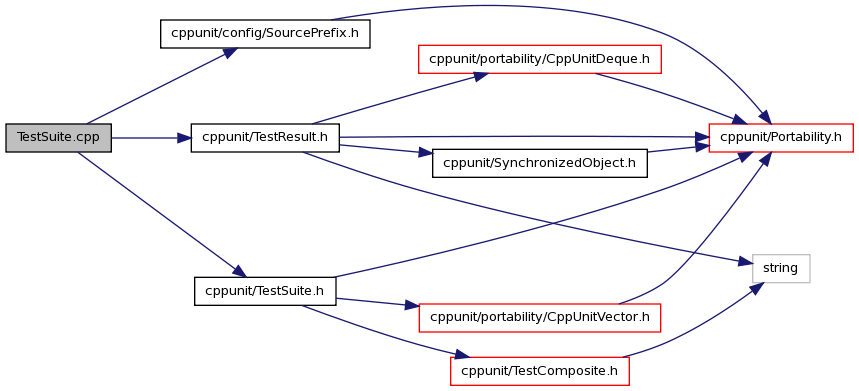 cppunit/config/SourcePrefix.h
cppunit/portability/CppUnitDeque.h
TestSuite.cpp
cppunit/TestResult.h
cppunit/Portability.h
cppunit/SynchronizedObject.h
string
cppunit/TestSuite.h
cppunit/portability/CppUnitVector.h
cppunit/TestComposite.h